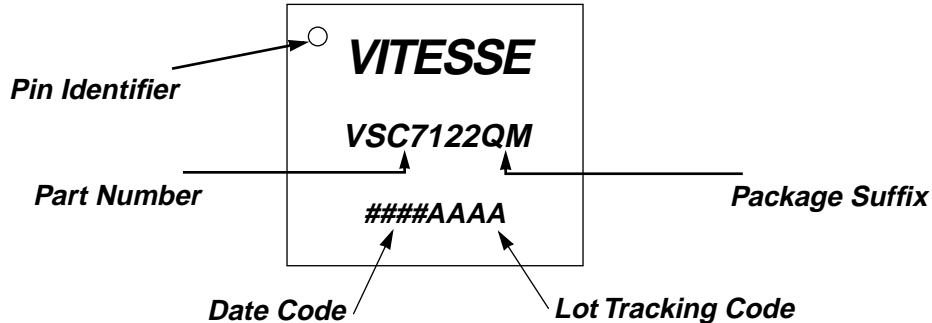 VITESSE
Pin Identifier
VSC7122QM
Part Number
Package Suffix
####AAAA
Date Code
Lot Tracking Code